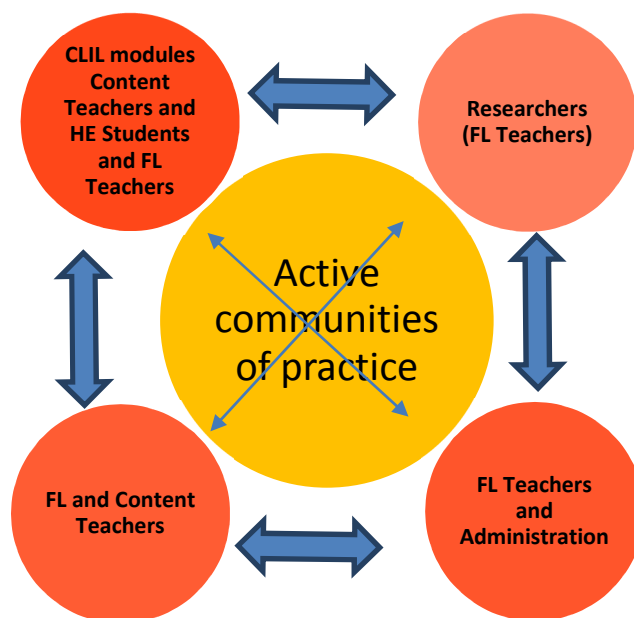 CLIL modules
Content
Teachers and
HE Students
and FL
Teachers
Researchers
(FL Teachers)
Active
communities
of practice
FL and Content
Teachers
FL Teachers
and
Administration